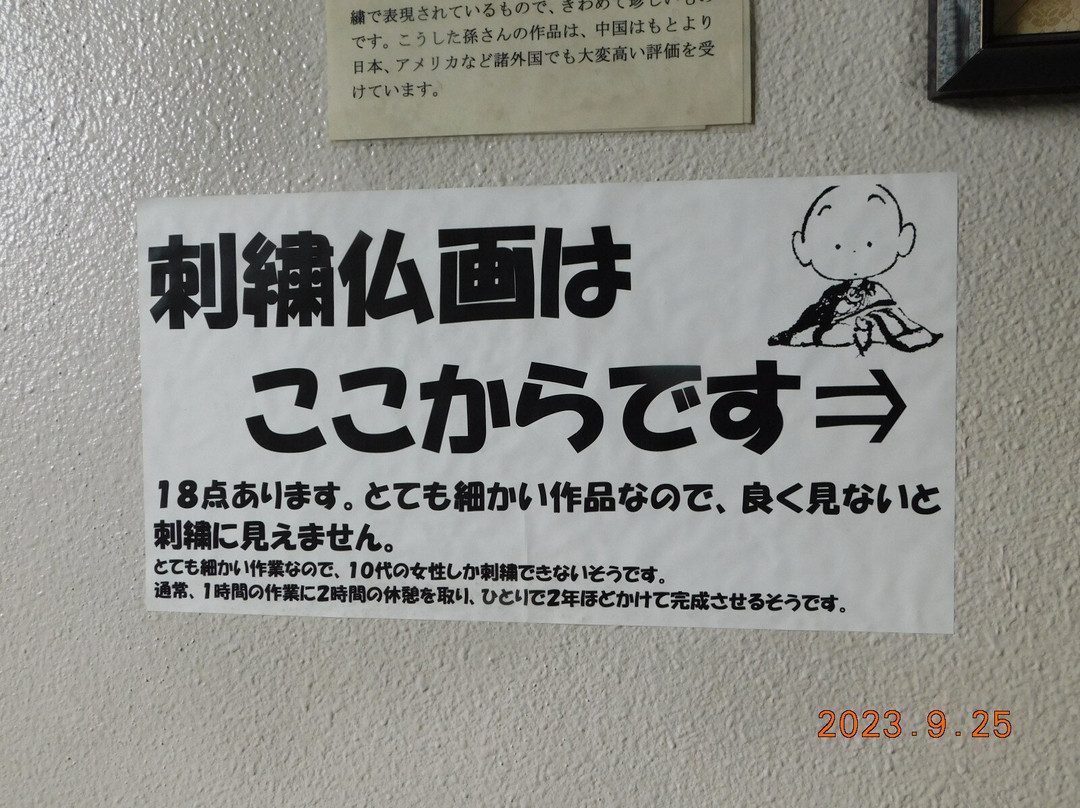 繍で表現されているもので、きわめて珍しいもの
です。こうした孫さんの作品は、中国はもとより
日本、アメリカなど諸外国でも大変高い評価を受
けています。
刺繍仏画は
ここからです⇒
18点あります。とても細かい作品なので、良く見ないと
刺繍に見えません。
とても細かい作業なので、10代の女性しか刺繍できないそうです。
通常、1時間の作業に2時間の休憩を取り、ひとりで2年ほどかけて完成させるそうです。
2023.9.25